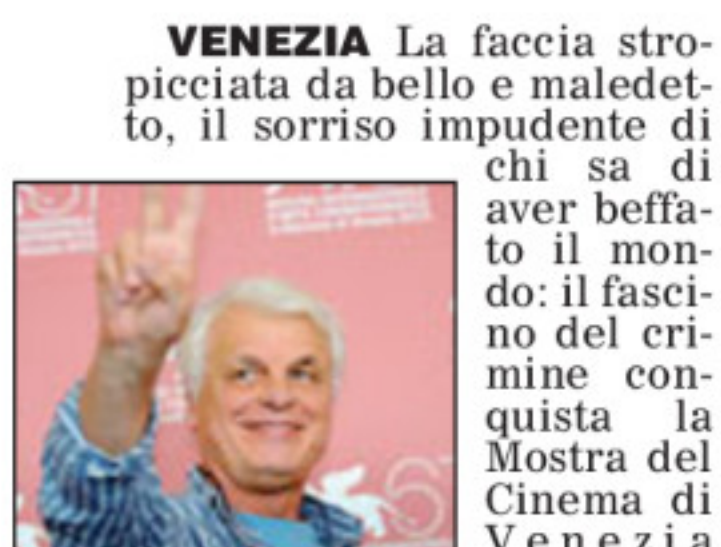 VENEZIA La faccia stro-
picciata da bello e maledet-
to, il sorriso impudente di
chi sa di
aver beffa-
to il mon-
do: il fasci-
no del cri-
mine con-
quista la
Mostra del
Cinema di
Venezia